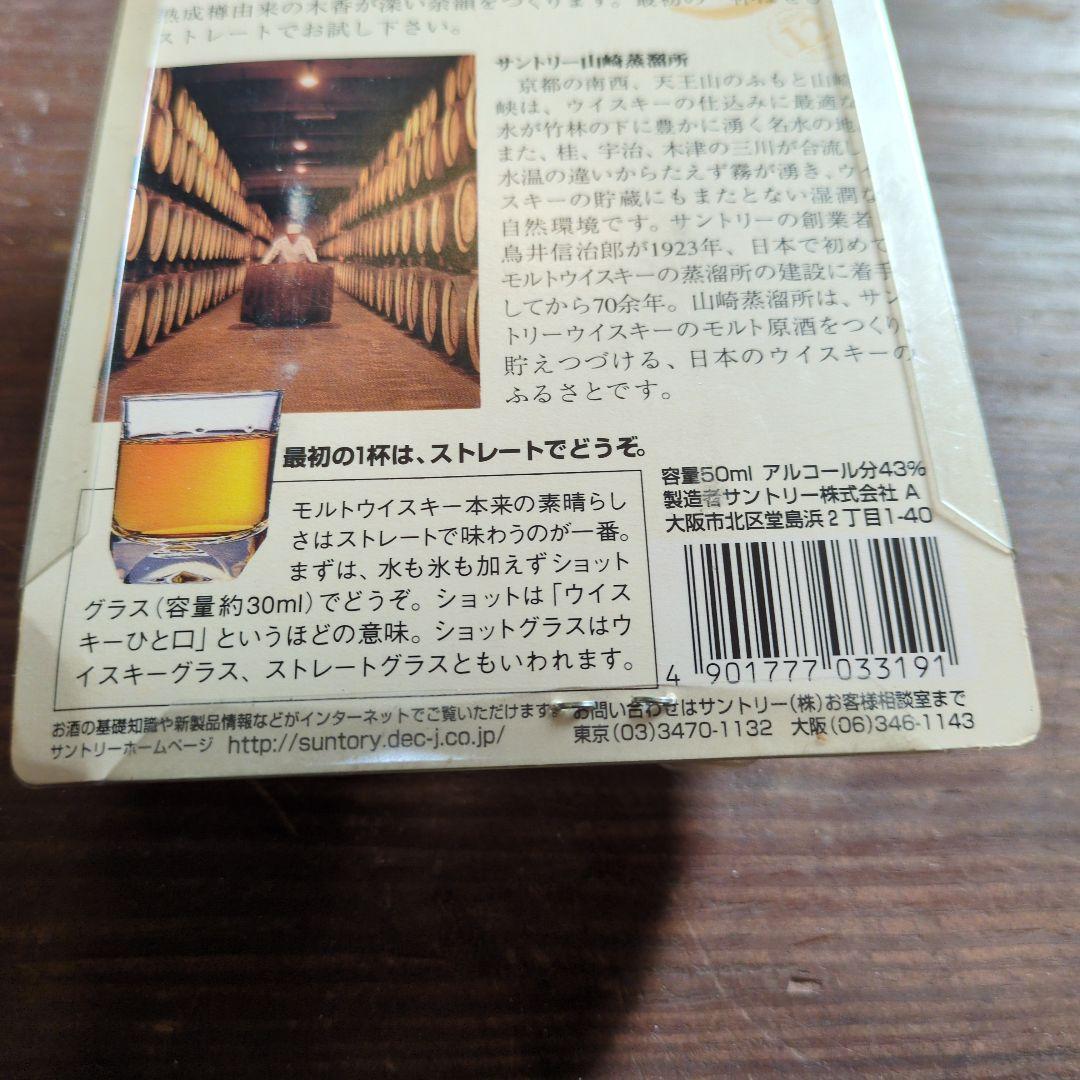 熟成樽由来の木香が深い余韻をつくります。最初の一杯はぜひ
ストレートでお試し下さい。
12
サントリー山崎蒸溜所
京都の南西、天王山のふもと山崎
峡は、ウイスキーの仕込みに最適な
水が竹林の下に豊かに湧く名水の地。
また、桂、宇治、木津の三川が合流し、
水温の違いからたえず霧が湧き、ウイ
スキーの貯蔵にもまたとない湿潤な
自然環境です。サントリーの創業者
鳥井信治郎が1923年、日本で初めて
モルトウイスキーの蒸溜所の建設に着手
してから70余年。山崎蒸溜所は、サン
トリーウイスキーのモルト原酒をつくり、
貯えつづける、日本のウイスキーの
ふるさとです。
最初の1杯は、ストレートでどうぞ。
モルトウイスキー本来の素晴らし
さはストレートで味わうのが一番。
まずは、水も氷も加えずショット
グラス(容量約30ml)でどうぞ。ショットは「ウイス
キーひと口」というほどの意味。ショットグラスはウ
イスキーグラス、ストレートグラスともいわれます。
容量50ml アルコール分43%
製造者サントリー株式会社 A
大阪市北区堂島浜2丁目1-40
4 901777 033191
お酒の基礎知識や新製品情報などがインターネットでご覧いただけます。
サントリーホームページ http://suntory.dec-j.co.jp/
お問い合わせはサントリー(株)お客様相談室まで
東京(03)3470-1132 大阪(06)346-1143